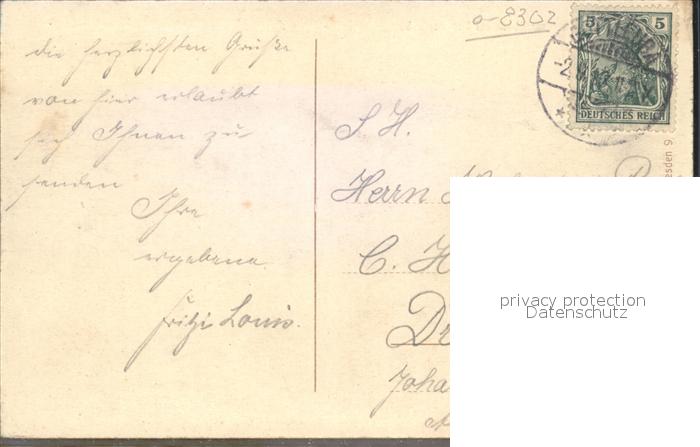 o-8302
5 5
DEUTSCHES REICH
die herzlichsten Grüße
von hier erlaubt
sich Ihnen zu
senden
Ihre
ergebene
Fritzi Louis.
S. H.
Herrn
C. H
Dr
Joha
esden 9.
privacy protection
Datenschutz